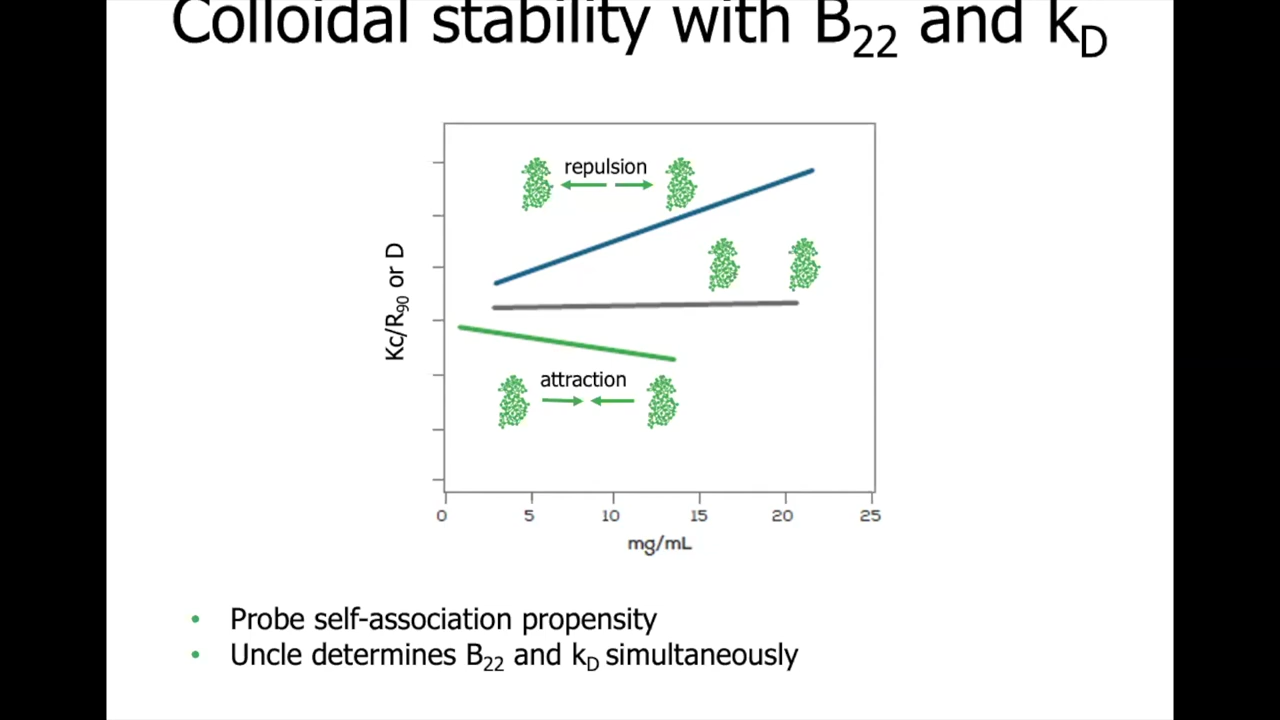 Colloidal stability with B22 and kD
repulsion
Kc/R90 or D
attraction
0 5 10 15 20 25
mg/mL
• Probe self-association propensity
• Uncle determines B22 and kD simultaneously